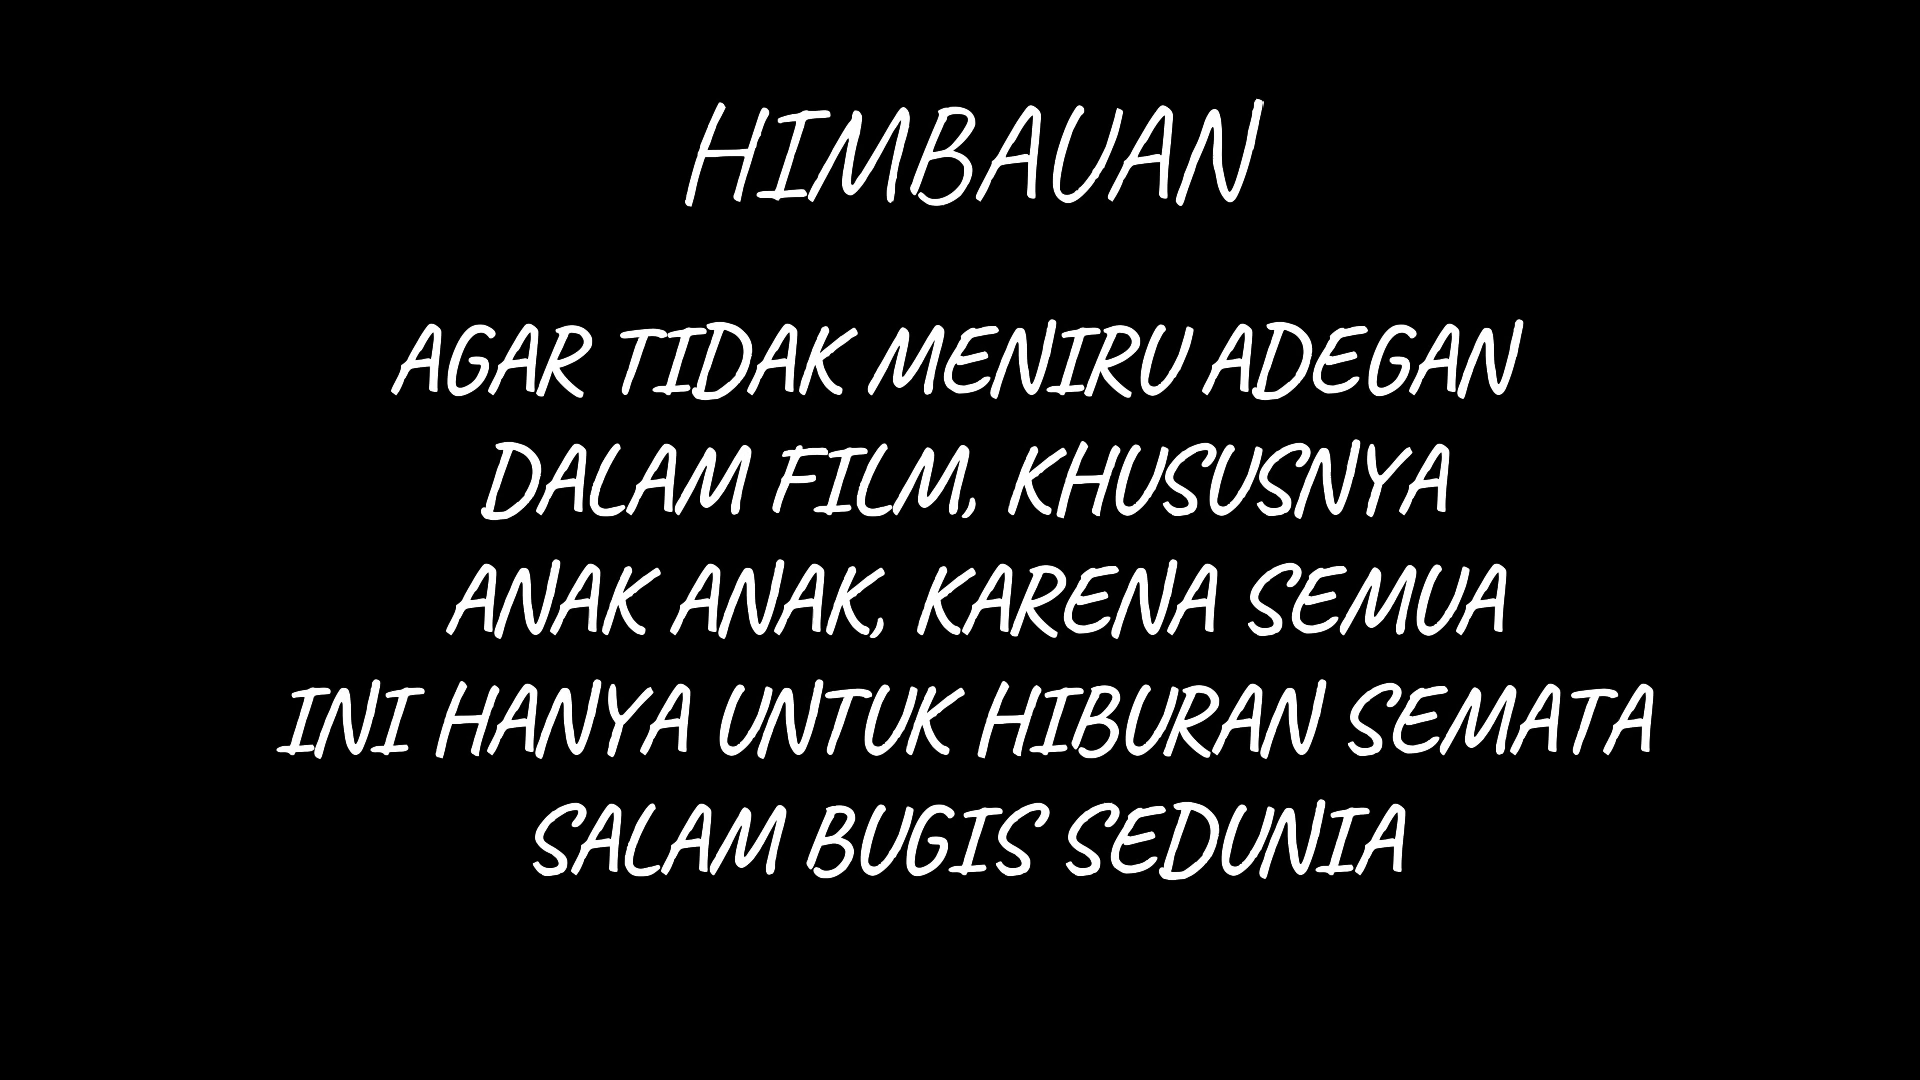 HIMBAUAN
AGAR TIDAK MENIRU ADEGAN
DALAM FILM, KHUSUSNYA
ANAK ANAK, KARENA SEMUA
INI HANYA UNTUK HIBURAN SEMATA
SALAM BUGIS SEDUNIA